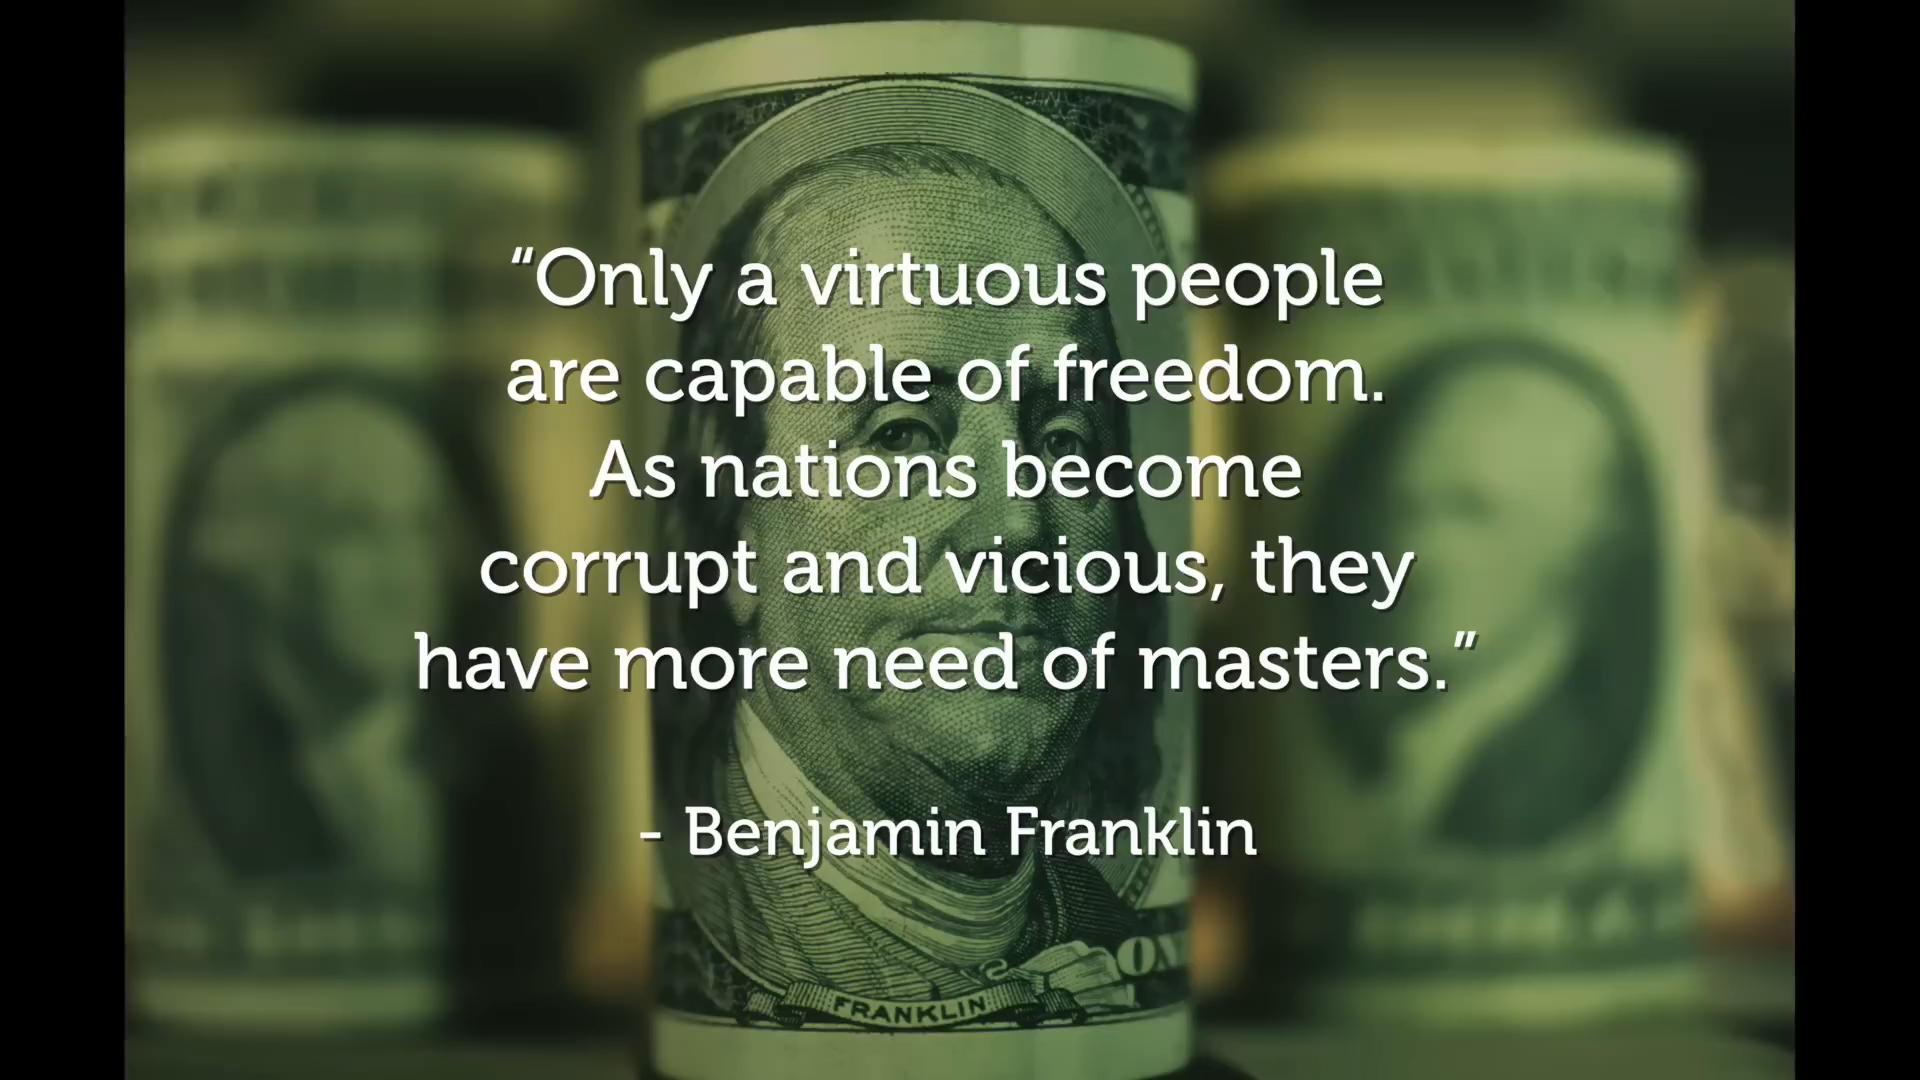 “Only a virtuous people
are capable of freedom.
As nations become
corrupt and vicious, they
have more need of masters.”
- Benjamin Franklin
FRANKLIN